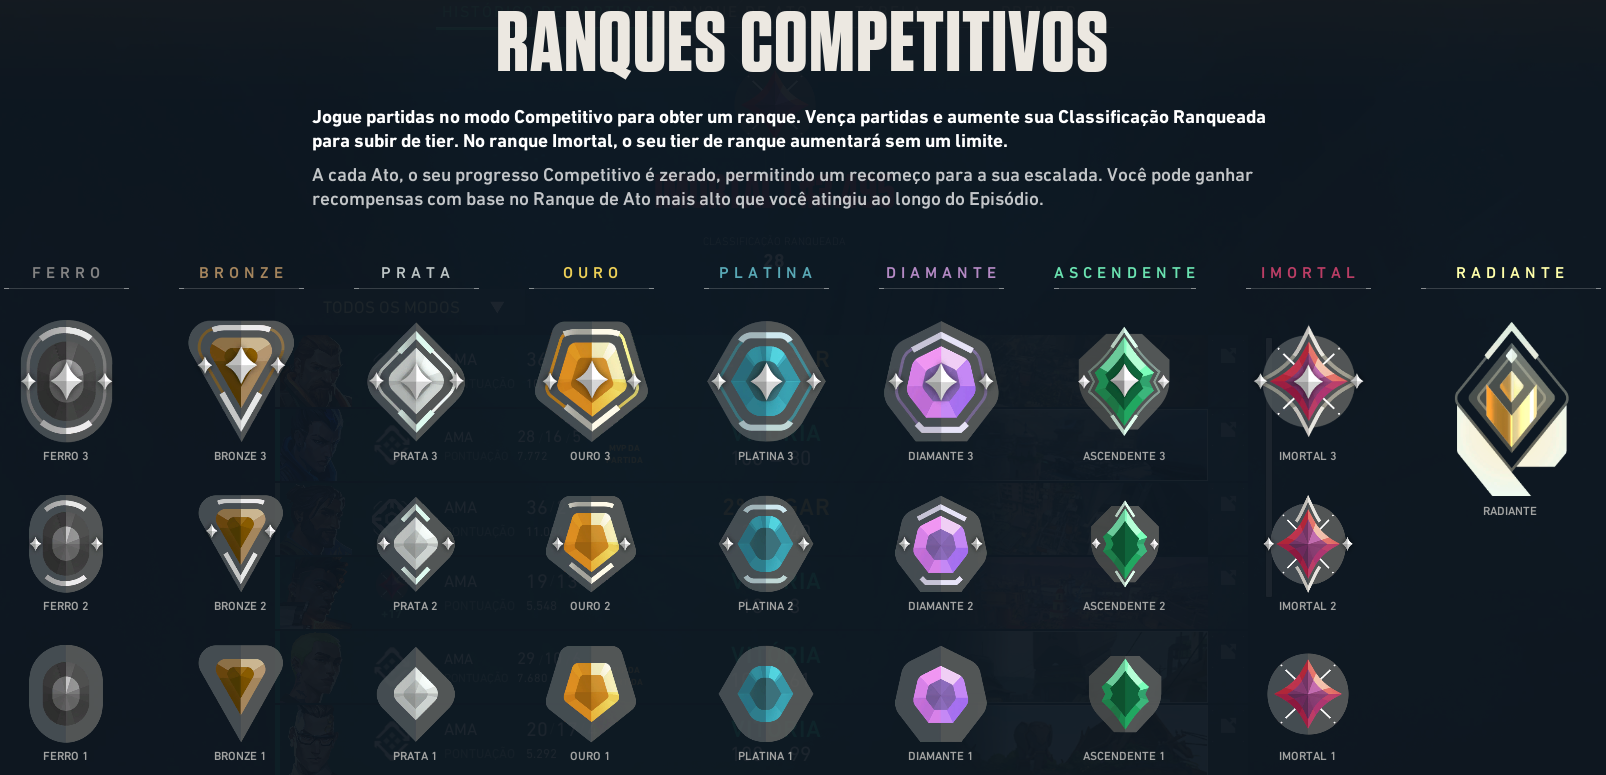 RANQUES COMPETITIVOS
Jogue partidas no modo Competitivo para obter um ranque. Vença partidas e aumente sua Classificação Ranqueada
para subir de tier. No ranque Imortal, o seu tier de ranque aumentará sem um limite.
A cada Ato, o seu progresso Competitivo é zerado, permitindo um recomeço para a sua escalada. Você pode ganhar
recompensas com base no Ranque de Ato mais alto que você atingiu ao longo do Episódio.
FERRO BRONZE PRATA OURO PLATINA DIAMANTE ASCENDENTE IMORTAL RADIANTE
TODOS OS MODOS
FERRO 3 BRONZE 3 PRATA 3 OURO 3 PLATINA 3 DIAMANTE 3 ASCENDENTE 3 IMORTAL 3
RADIANTE
FERRO 2 BRONZE 2 PRATA 2 OURO 2 PLATINA 2 DIAMANTE 2 ASCENDENTE 2 IMORTAL 2
FERRO 1 BRONZE 1 PRATA 1 OURO 1 PLATINA 1 DIAMANTE 1 ASCENDENTE 1 IMORTAL 1